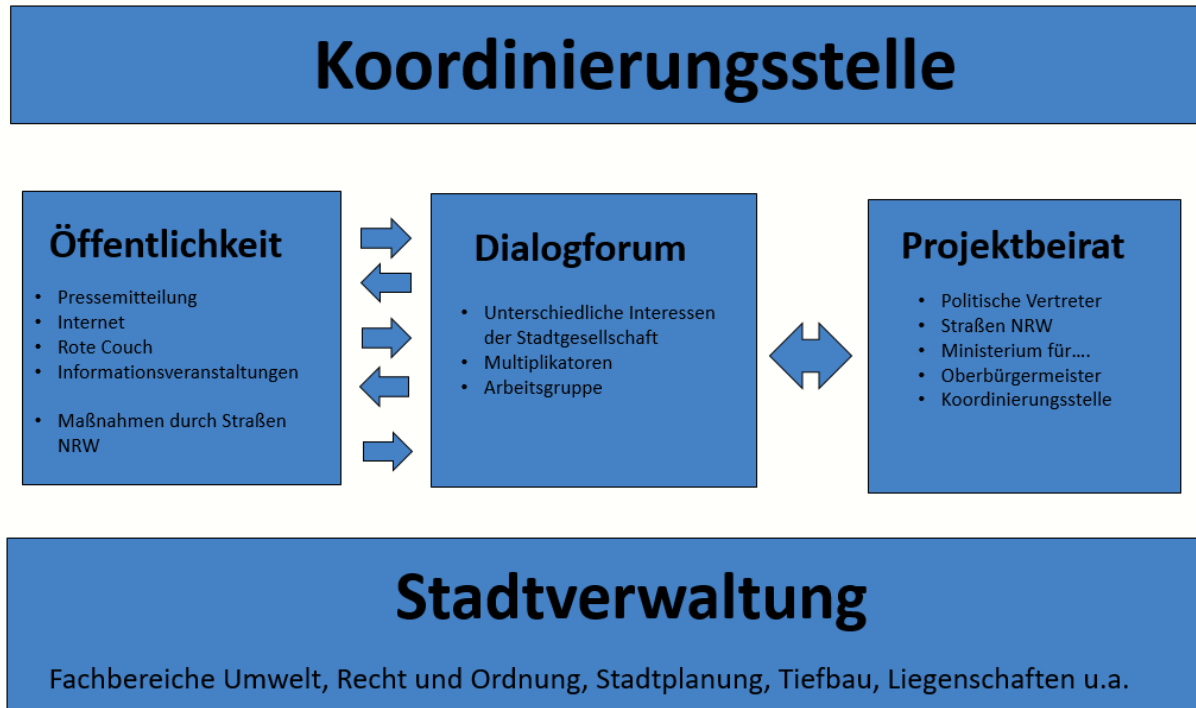 Koordinierungsstelle
Öffentlichkeit
• Pressemitteilung
• Internet
• Rote Couch
• Informationsveranstaltungen
• Maßnahmen durch Straßen
NRW
Dialogforum
• Unterschiedliche Interessen
der Stadtgesellschaft
• Multiplikatoren
• Arbeitsgruppe
Projektbeirat
• Politische Vertreter
• Straßen NRW
• Ministerium für….
• Oberbürgermeister
• Koordinierungsstelle
Stadtverwaltung
Fachbereiche Umwelt, Recht und Ordnung, Stadtplanung, Tiefbau, Liegenschaften u.a.